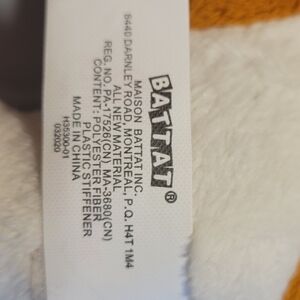 BATTAT®
MAISON BATTAT INC.
8440 DARNLEY ROAD, MONTREAL, P.Q. H4T 1M4
ALL NEW MATERIAL
REG. NO. PA-17526(CN) MA-3680(CN)
CONTENT: POLYESTER FIBER
PLASTIC STIFFENER
MADE IN CHINA
H35300-01
032020